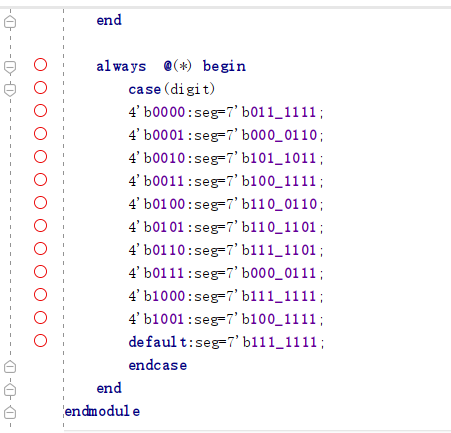 end
always @(*) begin
case(digit)
4'b0000:seg=7'b011_1111;
4'b0001:seg=7'b000_0110;
4'b0010:seg=7'b101_1011;
4'b0011:seg=7'b100_1111;
4'b0100:seg=7'b110_0110;
4'b0101:seg=7'b110_1101;
4'b0110:seg=7'b111_1101;
4'b0111:seg=7'b000_0111;
4'b1000:seg=7'b111_1111;
4'b1001:seg=7'b100_1111;
default:seg=7'b111_1111;
endcase
end
endmodule